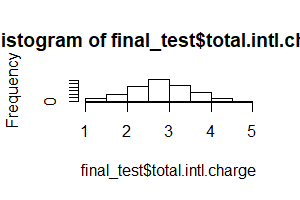 istogram of final_test$total.intl.ch
Frequency
0
1 2 3 4 5
final_test$total.intl.charge